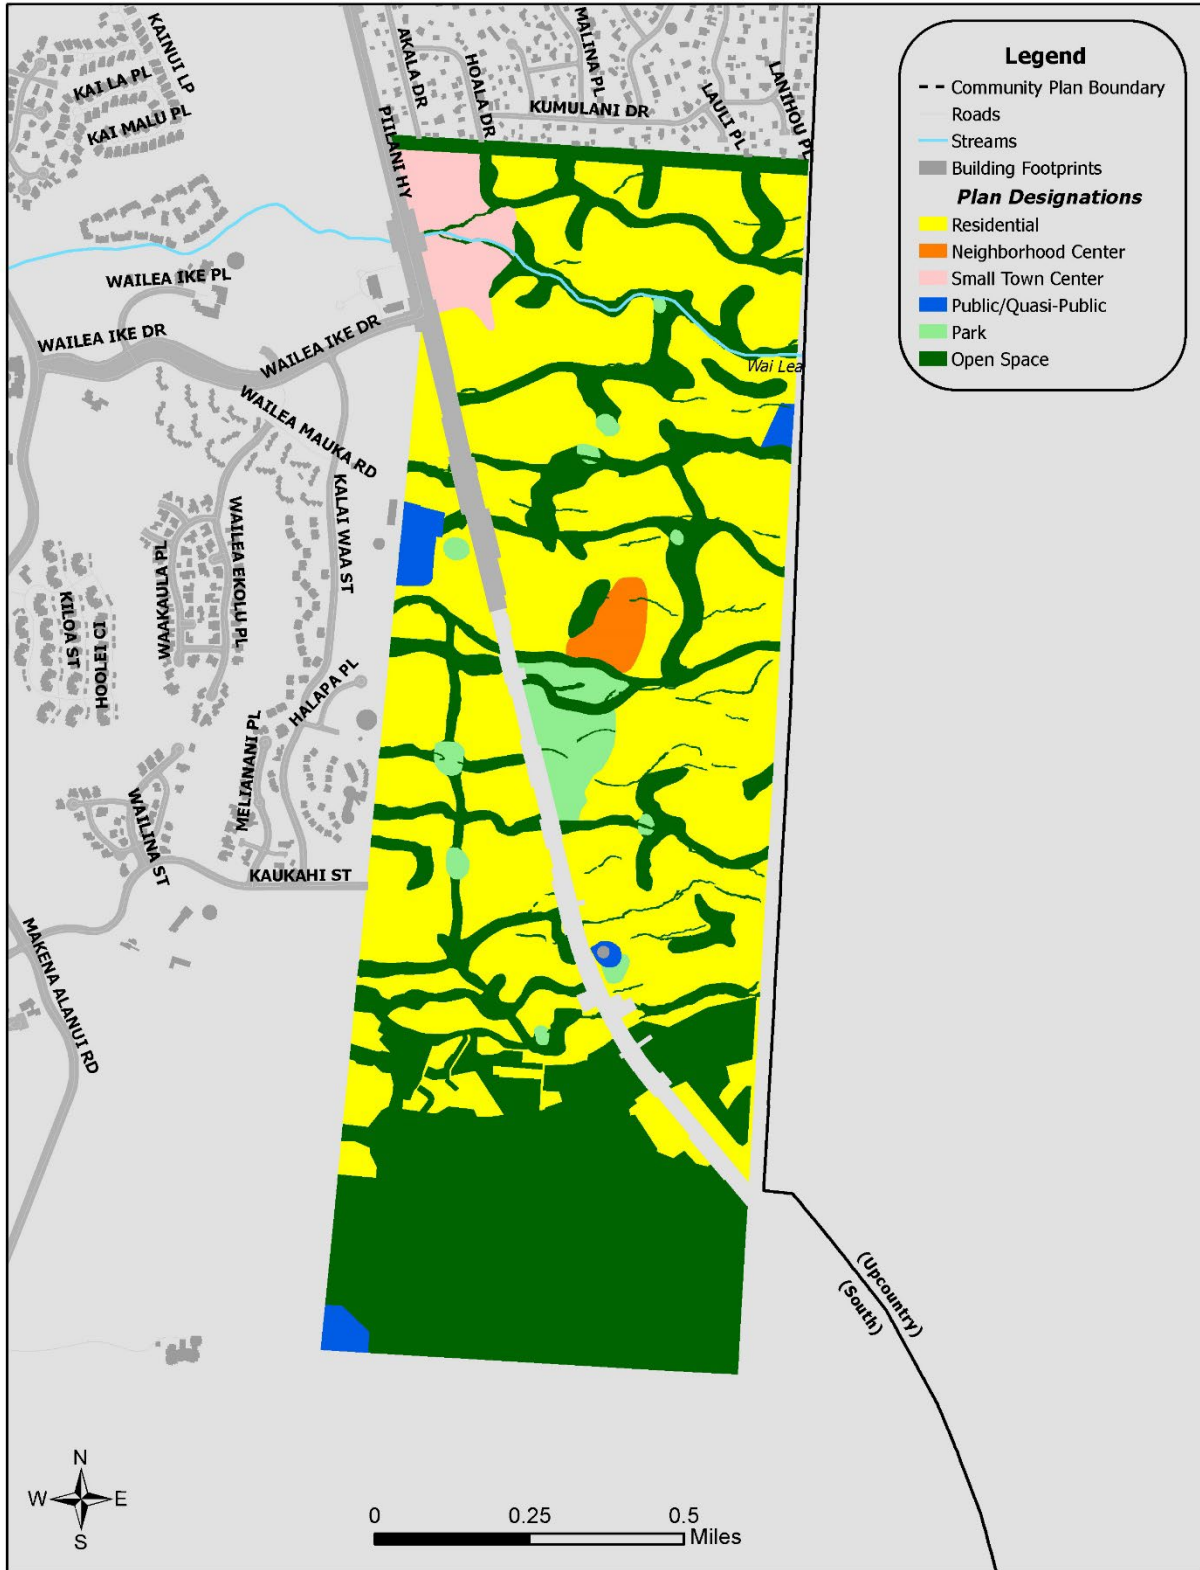 KAINUI LP
KAI LA PL
KAI MALU PL
PIILANI HY
AKALA DR
HOALA DR
MALINA PL
KUMULANI DR
LAULI PL
LANIHOU PL
Legend
Community Plan Boundary
Roads
Streams
Building Footprints
Plan Designations
Residential
Neighborhood Center
Small Town Center
Public/Quasi-Public
Park
Open Space
WAILEA IKE PL
WAILEA IKE DR
WAILEA IKE DR
Wai Lea
WAILEA MAUKA RD
KALAI WAA ST
WAILEA EKOLU PL
WAAKAULA PL
KILOA ST
HOOLEI CI
HALAPA PL
MELIANANI PL
WAILINA ST
KAUKAHI ST
MAKENA ALANUI RD
(Upcountry)
(South)
N
W E
S
0 0.25 0.5
Miles